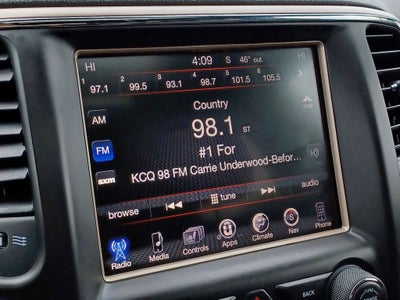 HI 4:09 S 46° out. HI
1 97.1 2 99.5 3 93.1 4 98.7 5 101.5 6 105.5
Country
AM
98.1 ST
FM
#1 For
sxm KCQ 98 FM Carrie Underwood-Befor...
browse tune audio
Radio Media Controls Apps Climate Nav Phone
BACK